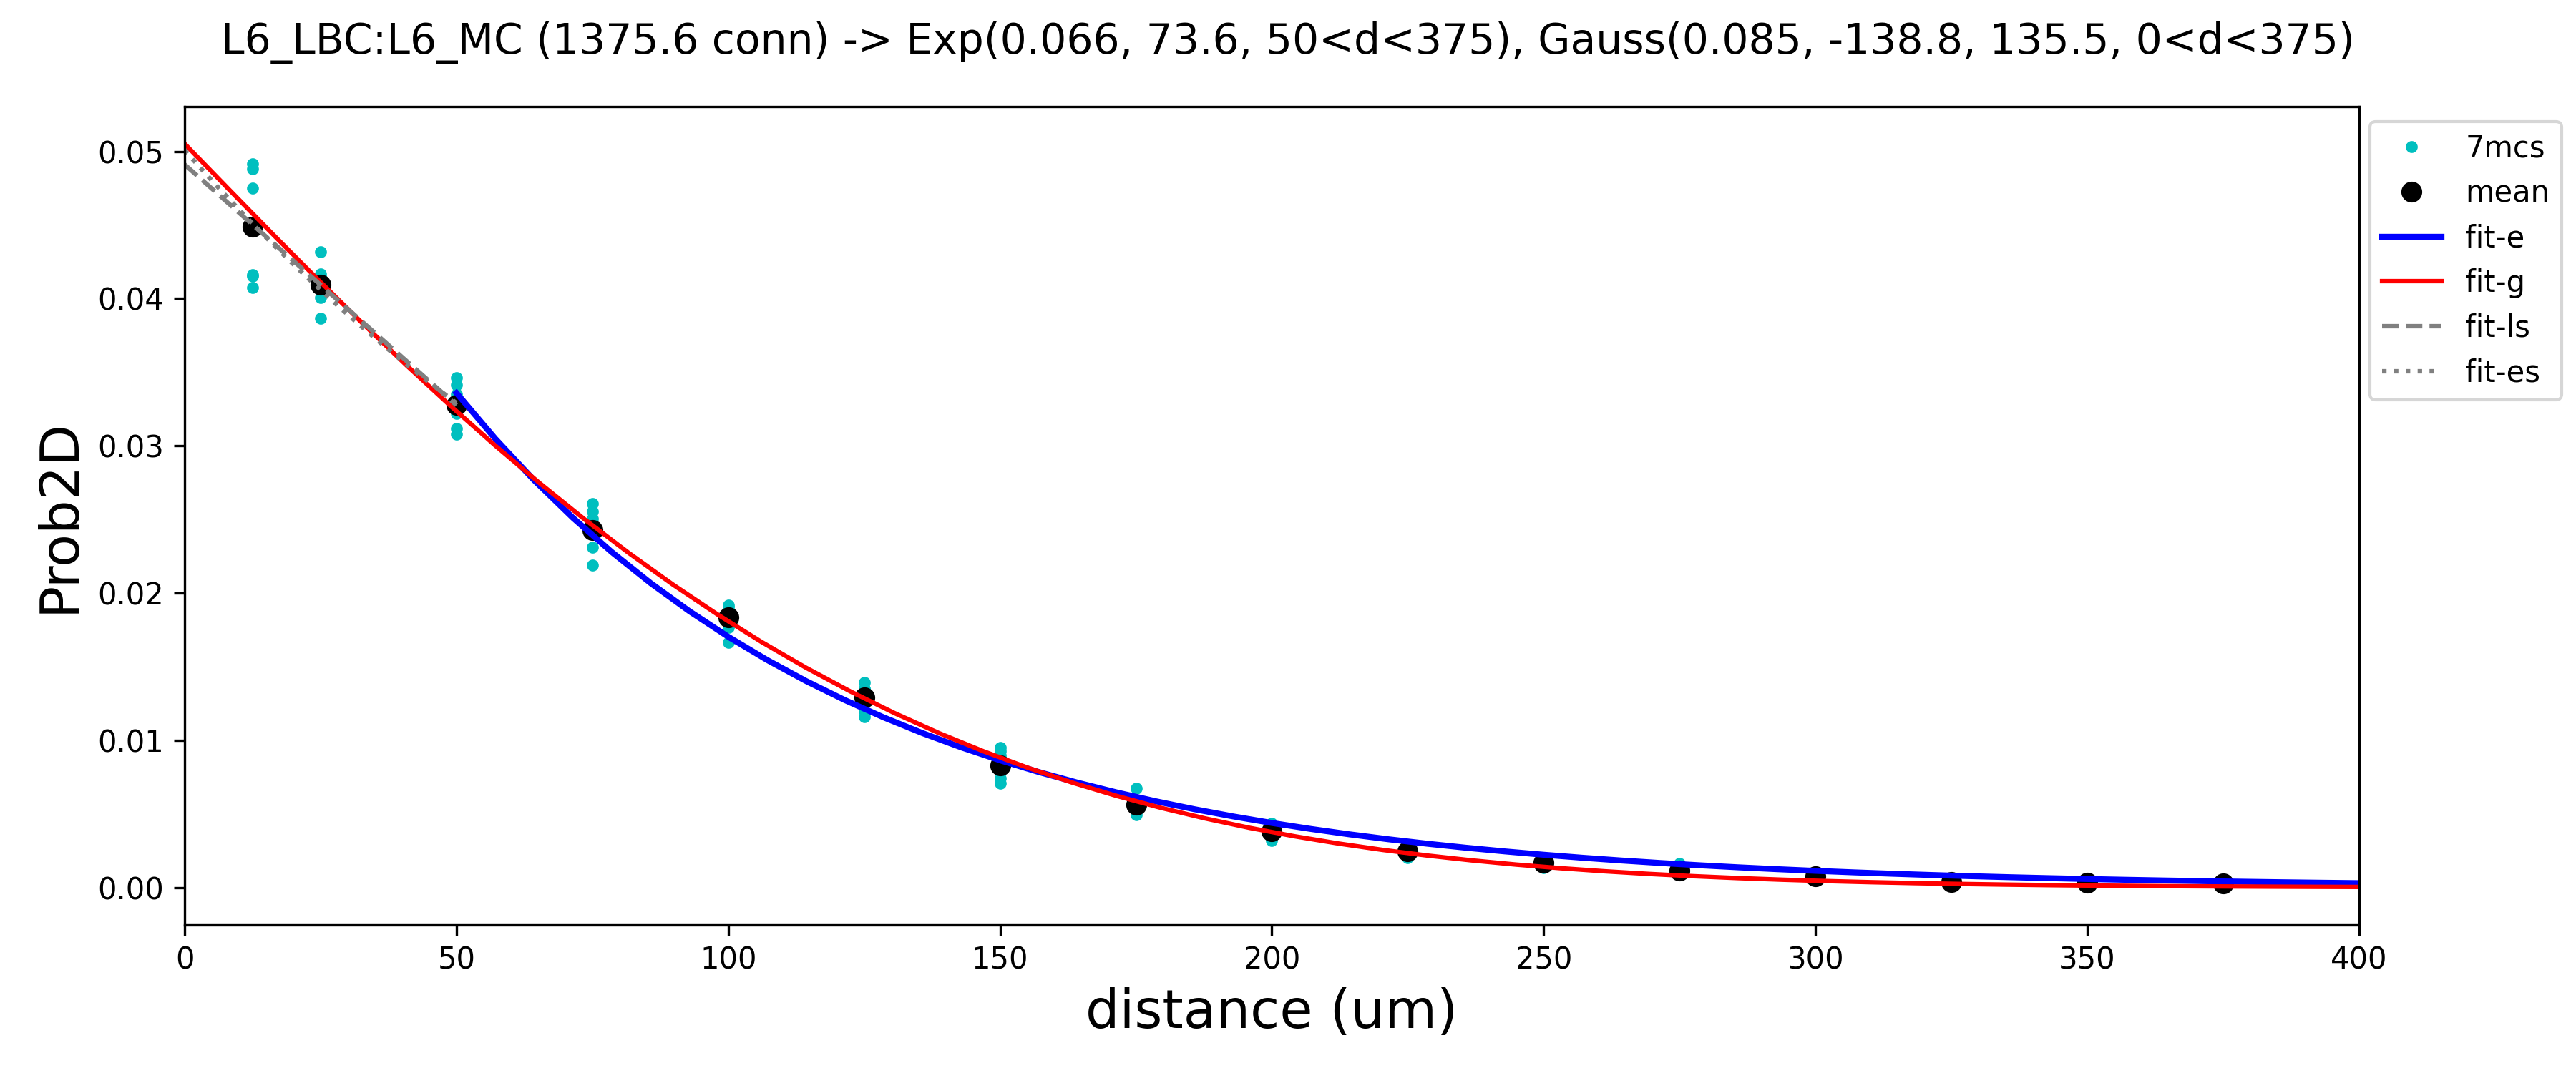 L6_LBC:L6_MC (1375.6 conn) -> Exp(0.066, 73.6, 50<d<375), Gauss(0.085, -138.8, 135.5, 0<d<375)
Prob2D
0.05
0.04
0.03
0.02
0.01
0.00
0 50 100 150 200 250 300 350 400
distance (um)
7mcs
mean
fit-e
fit-g
fit-ls
fit-es